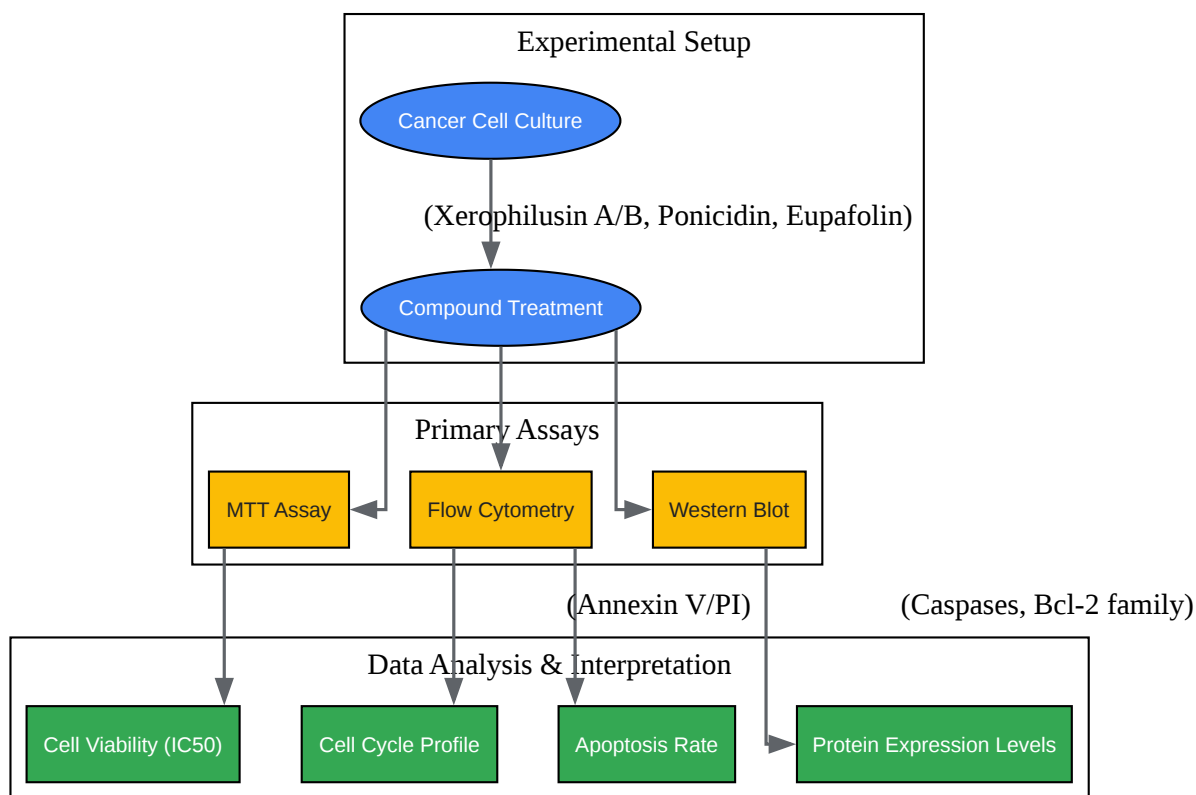 Experimental Setup
Cancer Cell Culture
(Xerophilusin A/B, Ponicidin, Eupafolin)
Compound Treatment
Primary Assays
MTT Assay
Flow Cytometry
Western Blot
(Annexin V/PI)
(Caspases, Bcl-2 family)
Data Analysis & Interpretation
Cell Viability (IC50)
Cell Cycle Profile
Apoptosis Rate
Protein Expression Levels